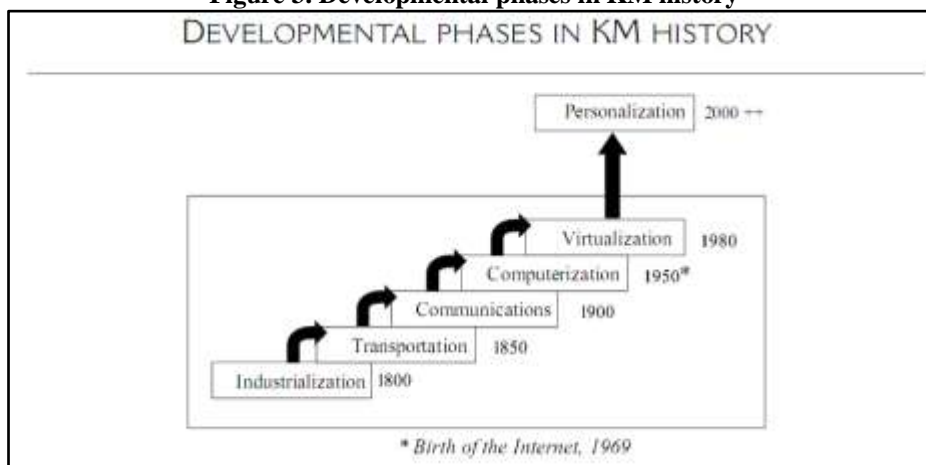 Figure 3. Developmental phases in KM history
DEVELOPMENTAL PHASES IN KM HISTORY
Personalization 2000 ↔
Virtualization 1980
Computerization 1950*
Communications 1900
Transportation 1850
Industrialization 1800
* Birth of the Internet, 1969